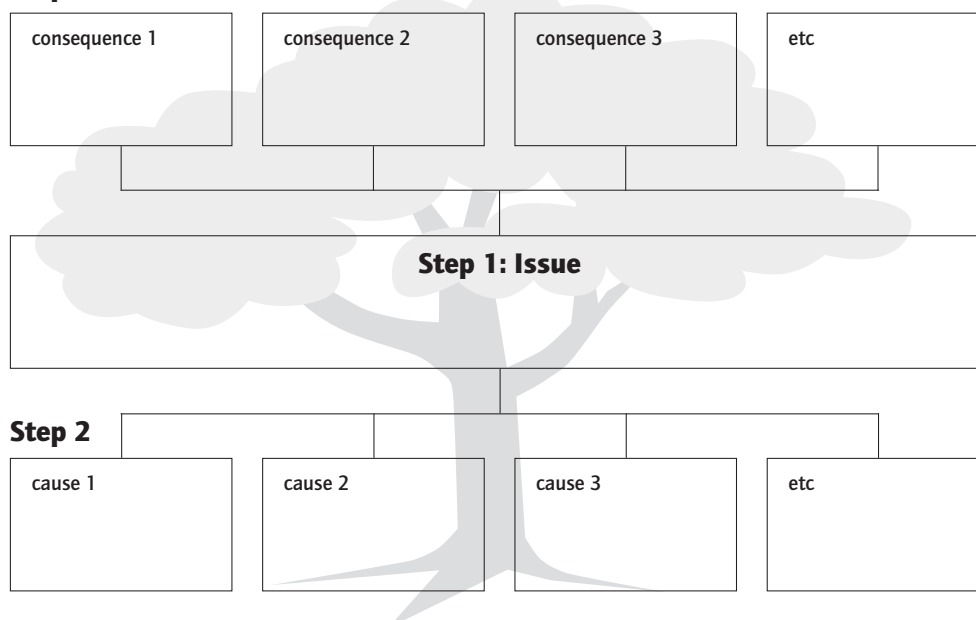 consequence 1
consequence 2
consequence 3
etc
Step 1: Issue
Step 2
cause 1
cause 2
cause 3
etc